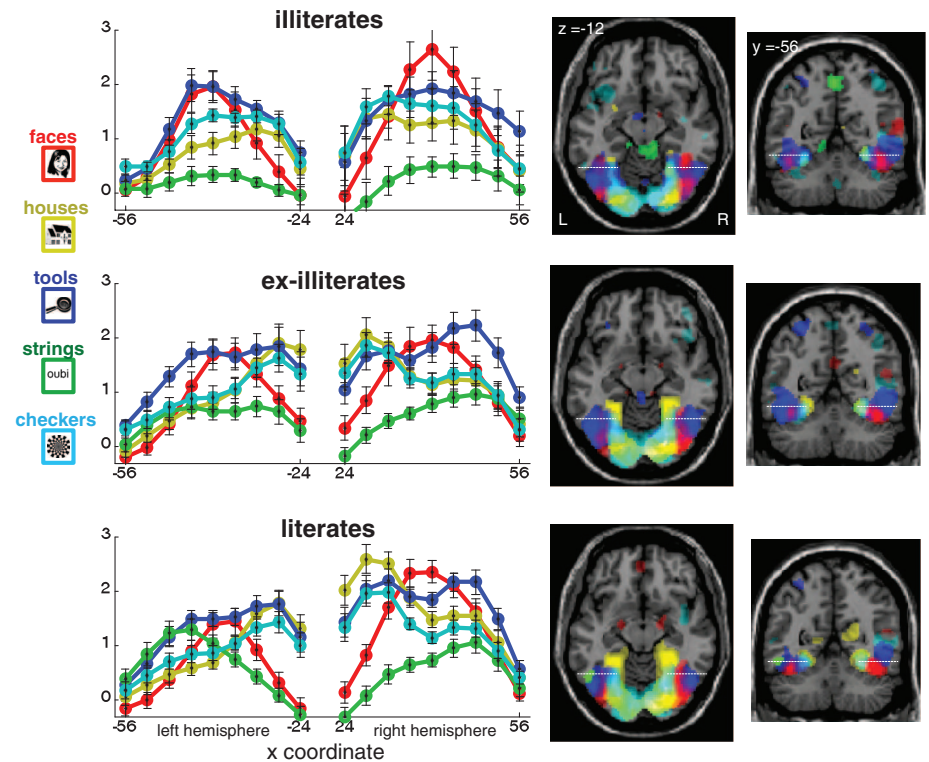 illiterates
3
2
1
0
-56
-24
24
56
z =-12
L
R
y =-56
faces
houses
tools
strings
oubi
checkers
ex-illiterates
3
2
1
0
-56
-24
24
56
literates
3
2
1
0
-56
left hemisphere
-24
24
right hemisphere
56
x coordinate